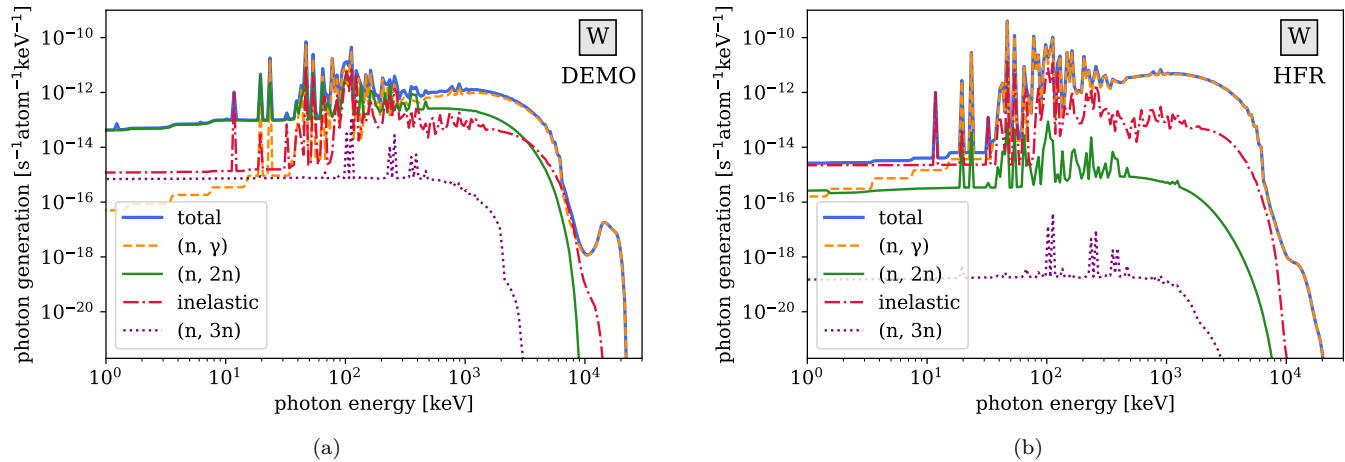 W
DEMO
photon generation [s⁻¹atom⁻¹keV⁻¹]
10⁻¹⁰
10⁻¹²
10⁻¹⁴
10⁻¹⁶
10⁻¹⁸
10⁻²⁰
total
(n, γ)
(n, 2n)
inelastic
(n, 3n)
10⁰ 10¹ 10² 10³ 10⁴
photon energy [keV]
(a)
W
HFR
photon generation [s⁻¹atom⁻¹keV⁻¹]
10⁻¹⁰
10⁻¹²
10⁻¹⁴
10⁻¹⁶
10⁻¹⁸
10⁻²⁰
total
(n, γ)
(n, 2n)
inelastic
(n, 3n)
10⁰ 10¹ 10² 10³ 10⁴
photon energy [keV]
(b)